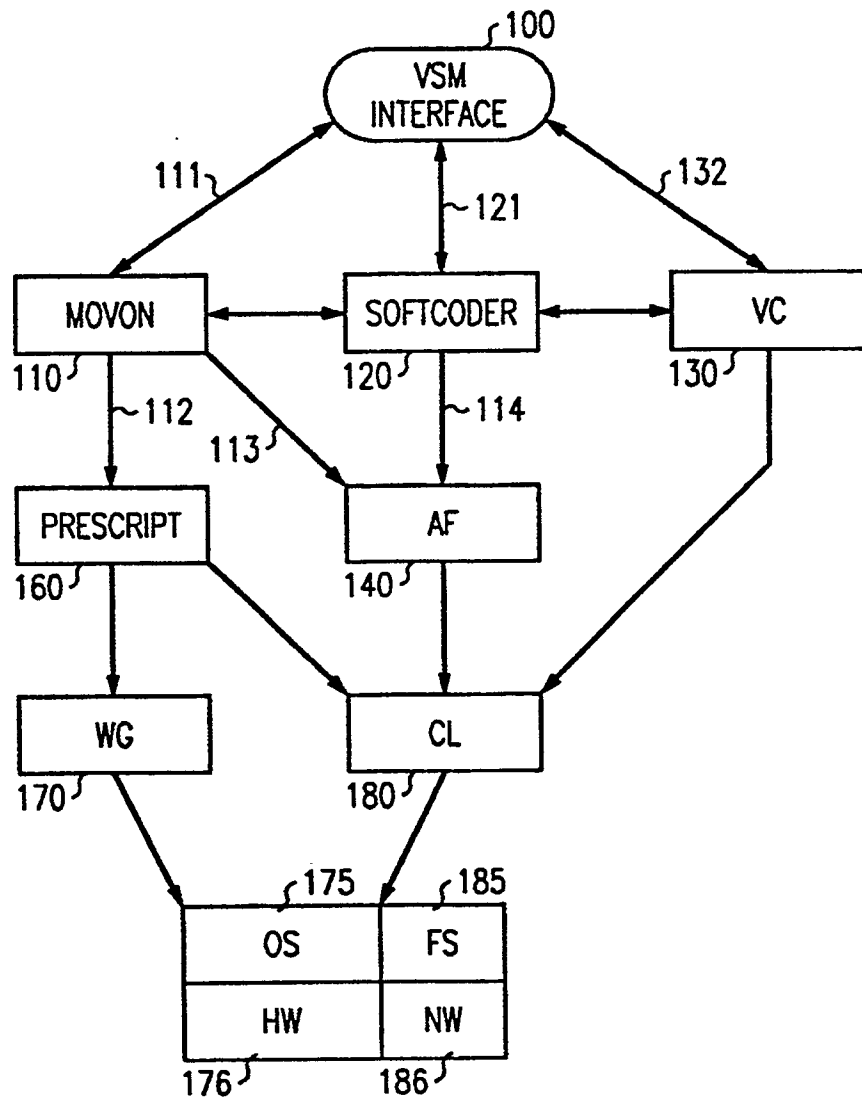 100
VSM
INTERFACE
111
121
132
MOVON
SOFTCODER
VC
110
120
130
112
113
114
PRESCRIPT
AF
160
140
WG
CL
170
180
175
185
OS
FS
HW
NW
176
186